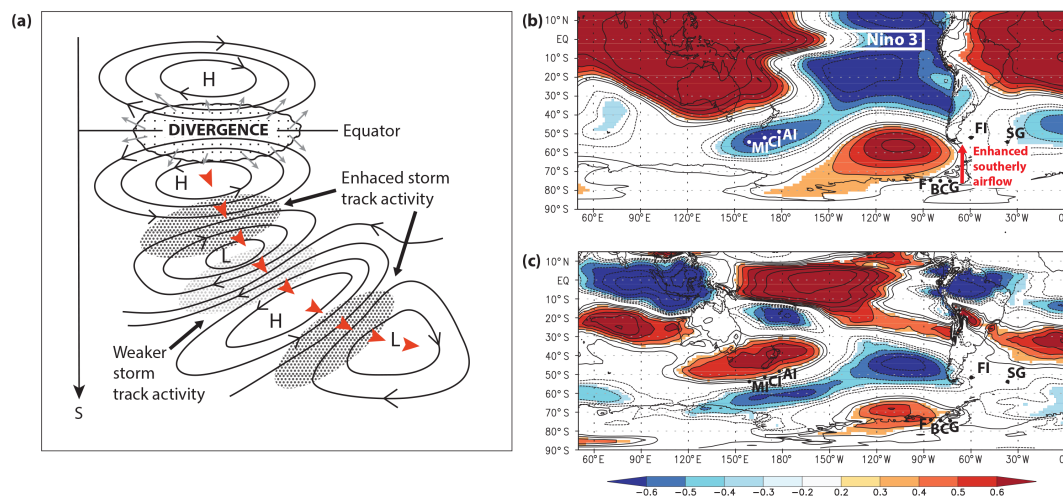 (a)
H
DIVERGENCE
Equator
H
Enhaced storm
track activity
L
H
L
Weaker
storm
track activity
S
(b)
10°N
EQ
10°S
20°S
30°S
40°S
50°S
60°S
70°S
80°S
90°S
Nino 3
MI CI AI
FI
SG
Enhanced
southerly
airflow
F BCG
60°E 90°E 120°E 150°E 180° 150°W 120°W 90°W 60°W 30°W 0°
(c)
10°N
EQ
10°S
20°S
30°S
40°S
50°S
60°S
70°S
80°S
90°S
MI CI AI
FI
SG
F BCG
60°E 90°E 120°E 150°E 180° 150°W 120°W 90°W 60°W 30°W
-0.6 -0.5 -0.4 -0.3 -0.2 0.2 0.3 0.4 0.5 0.6